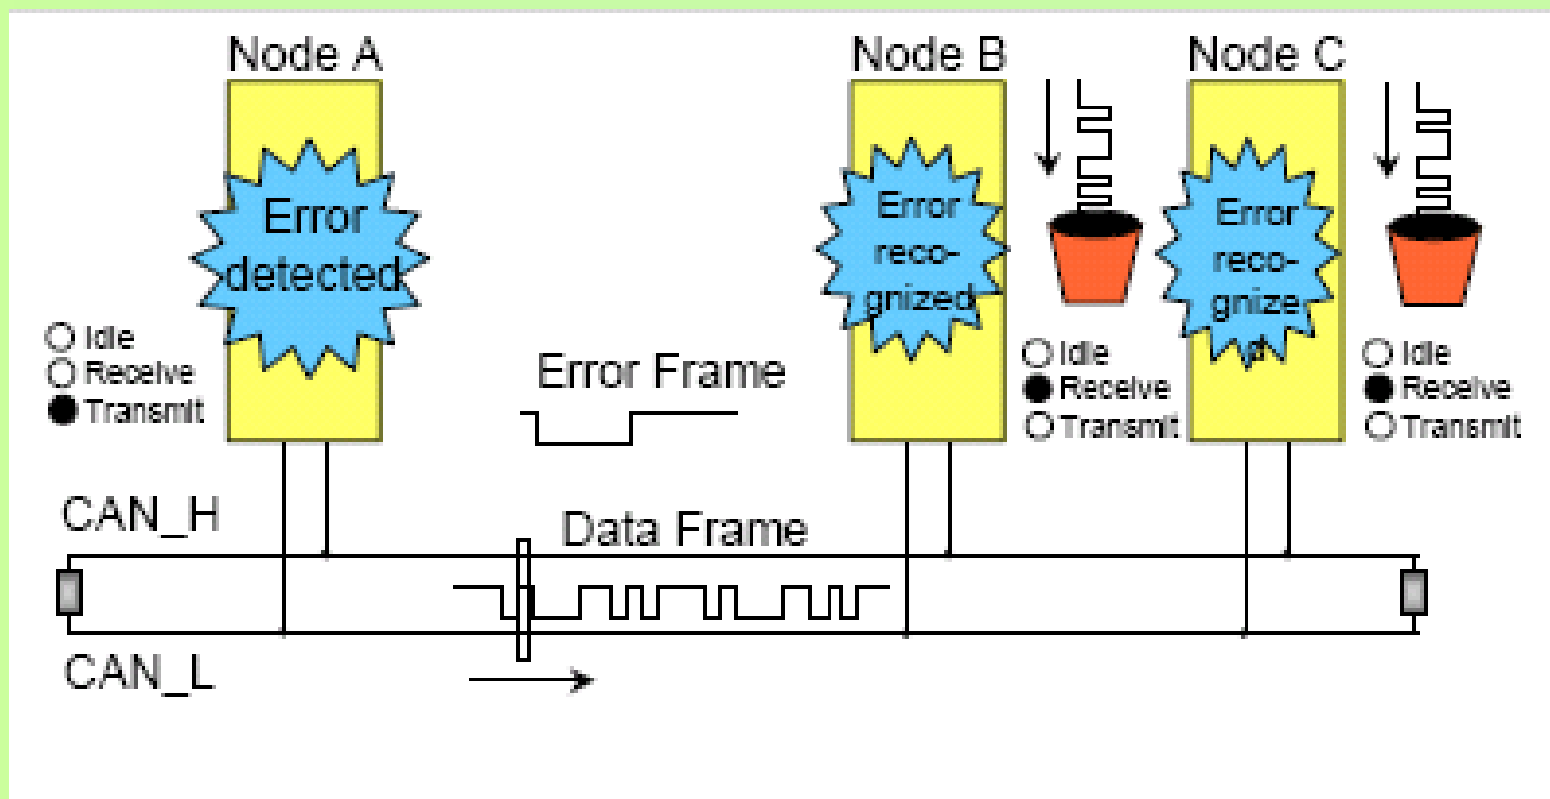 Node A
Node B
Node C
Error
detected
Error
reco-
gnized
Error
reco-
gnize
d
Idle
Receive
Transmit
Error Frame
Idle
Receive
Transmit
Idle
Receive
Transmit
CAN_H
Data Frame
CAN_L